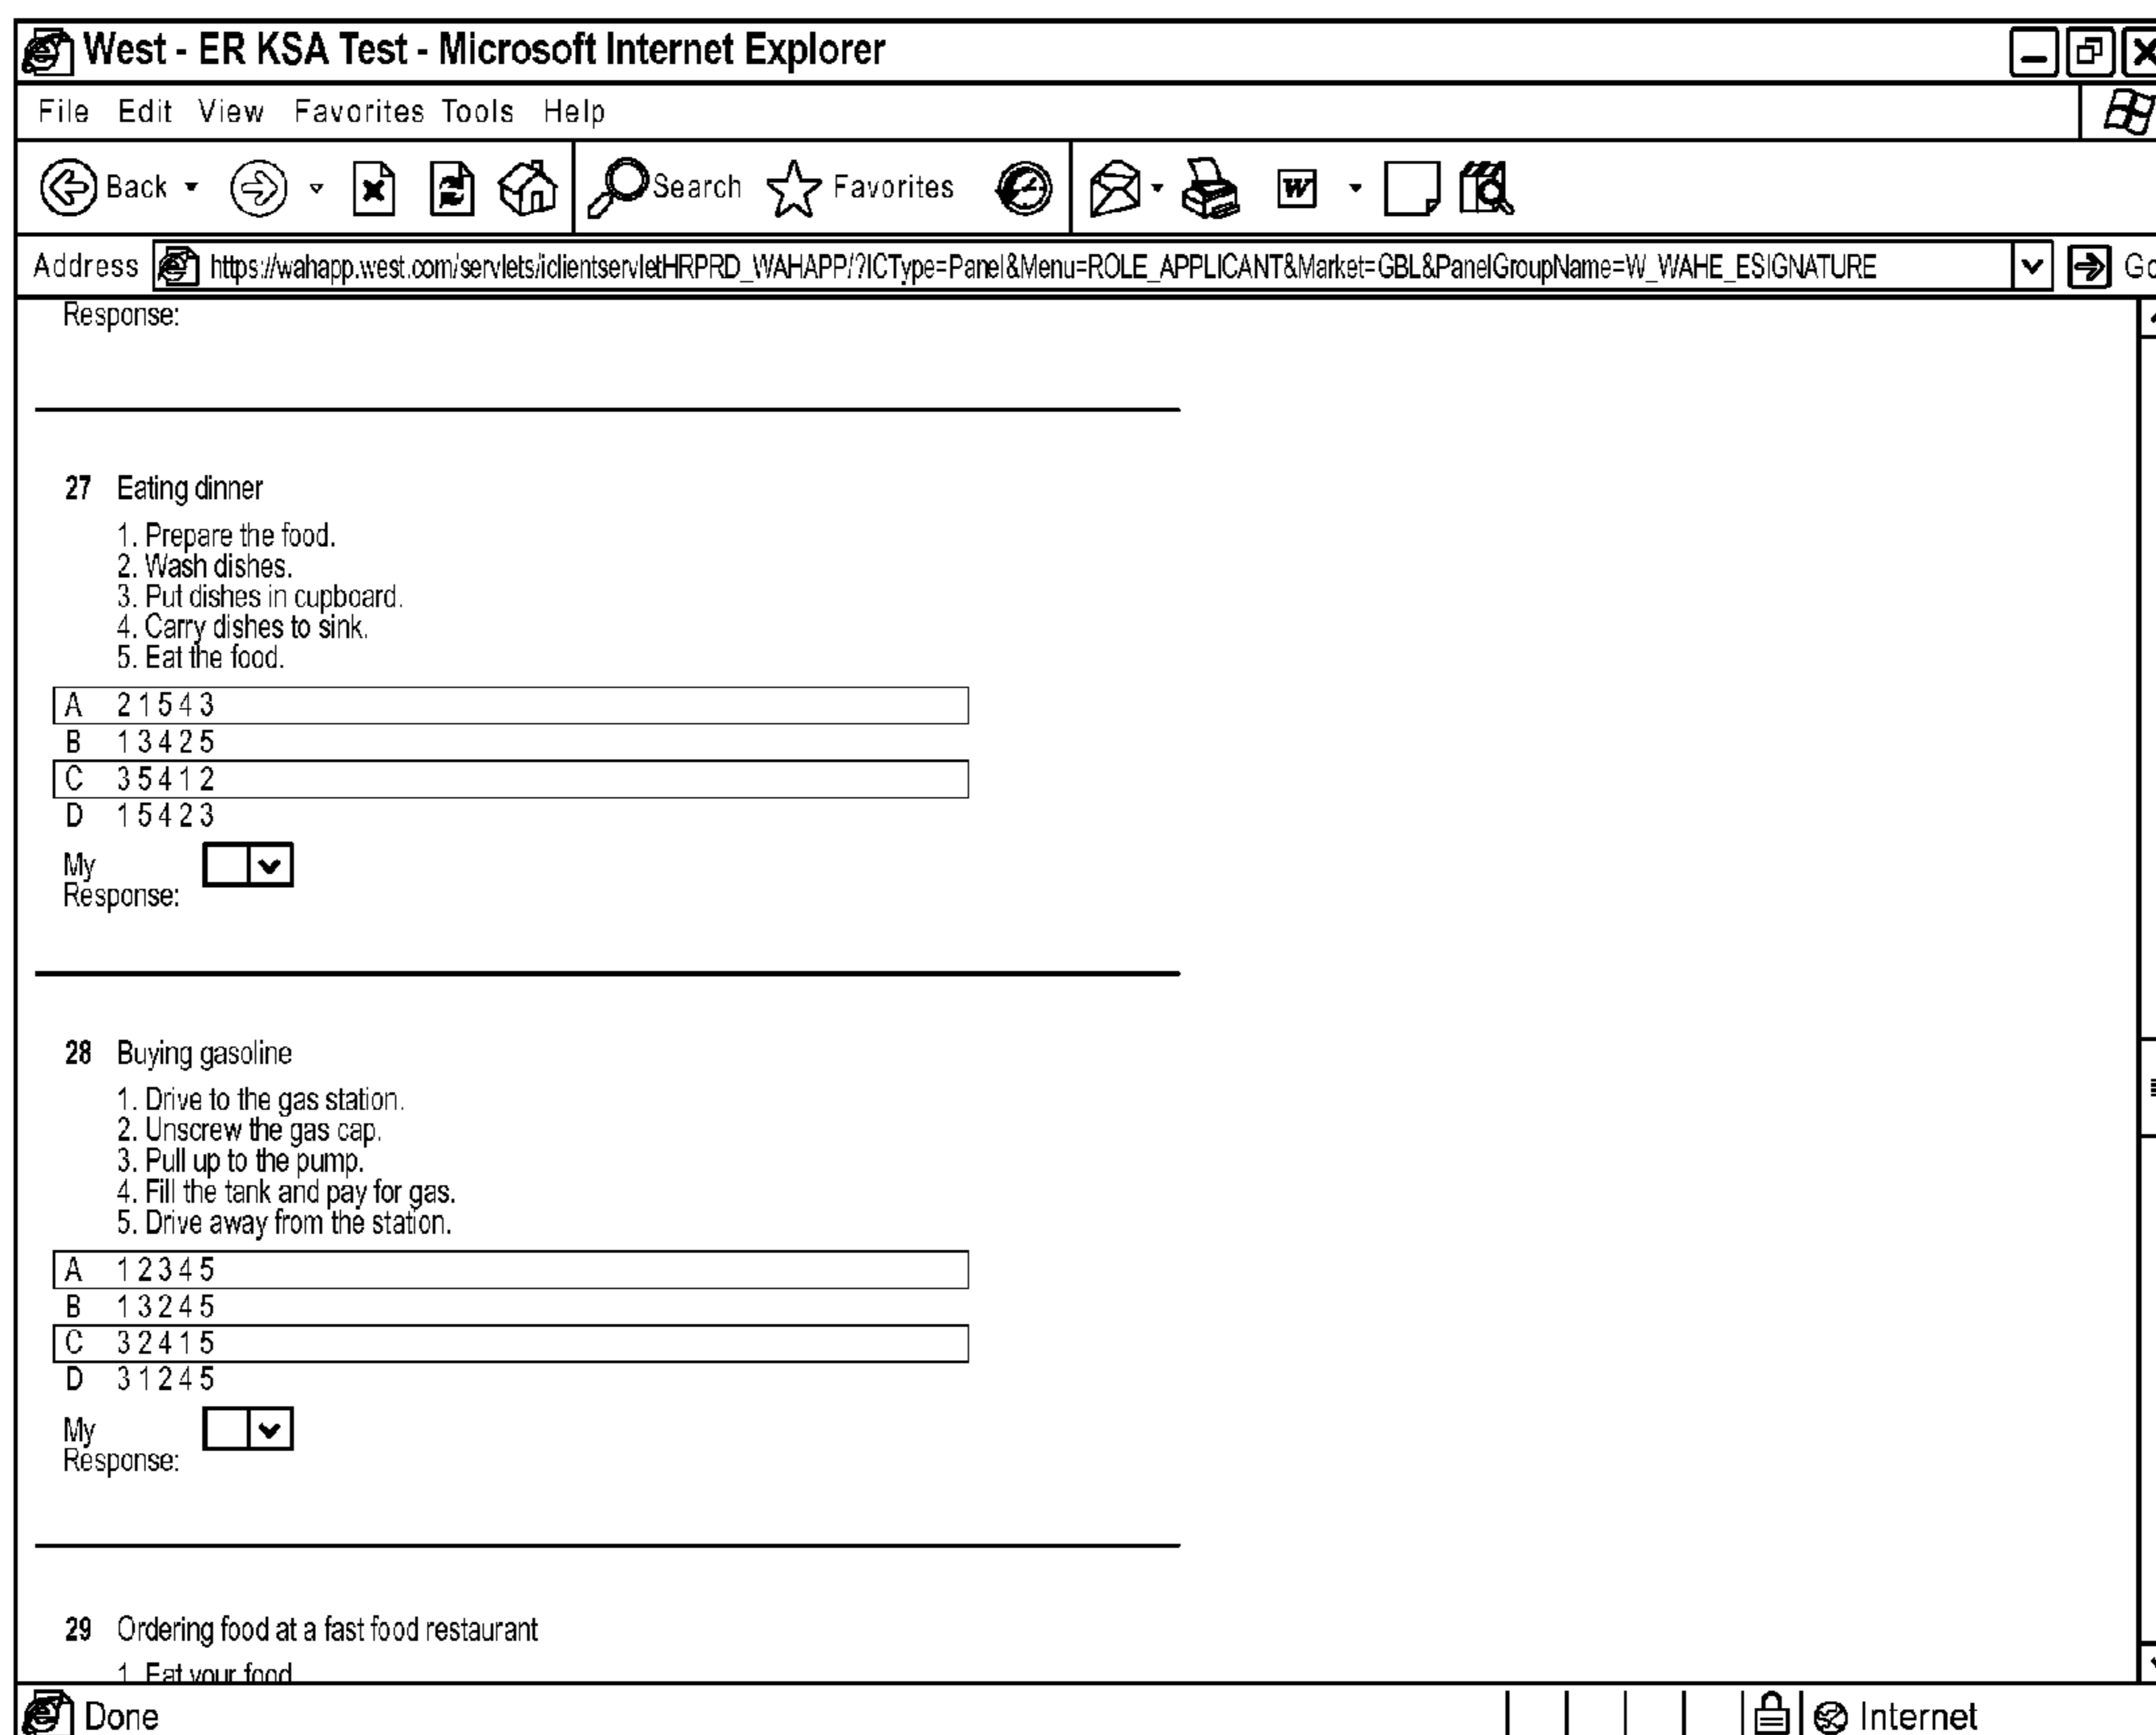 West - ER KSA Test - Microsoft Internet Explorer
File Edit View Favorites Tools Help
Back Search Favorites W
Address https://wahapp.west.com/servlets/iclientservletHRPRD_WAHAPP/?ICType=Panel&Menu=ROLE_APPLICANT&Market=GBL&PanelGroupName=W_WAHE_ESIGNATURE Go
Response:
27 Eating dinner
1. Prepare the food.
2. Wash dishes.
3. Put dishes in cupboard.
4. Carry dishes to sink.
5. Eat the food.
A 2 1 5 4 3
B 1 3 4 2 5
C 3 5 4 1 2
D 1 5 4 2 3
My
Response:
28 Buying gasoline
1. Drive to the gas station.
2. Unscrew the gas cap.
3. Pull up to the pump.
4. Fill the tank and pay for gas.
5. Drive away from the station.
A 1 2 3 4 5
B 1 3 2 4 5
C 3 2 4 1 5
D 3 1 2 4 5
My
Response:
29 Ordering food at a fast food restaurant
1. Eat your food
Done Internet